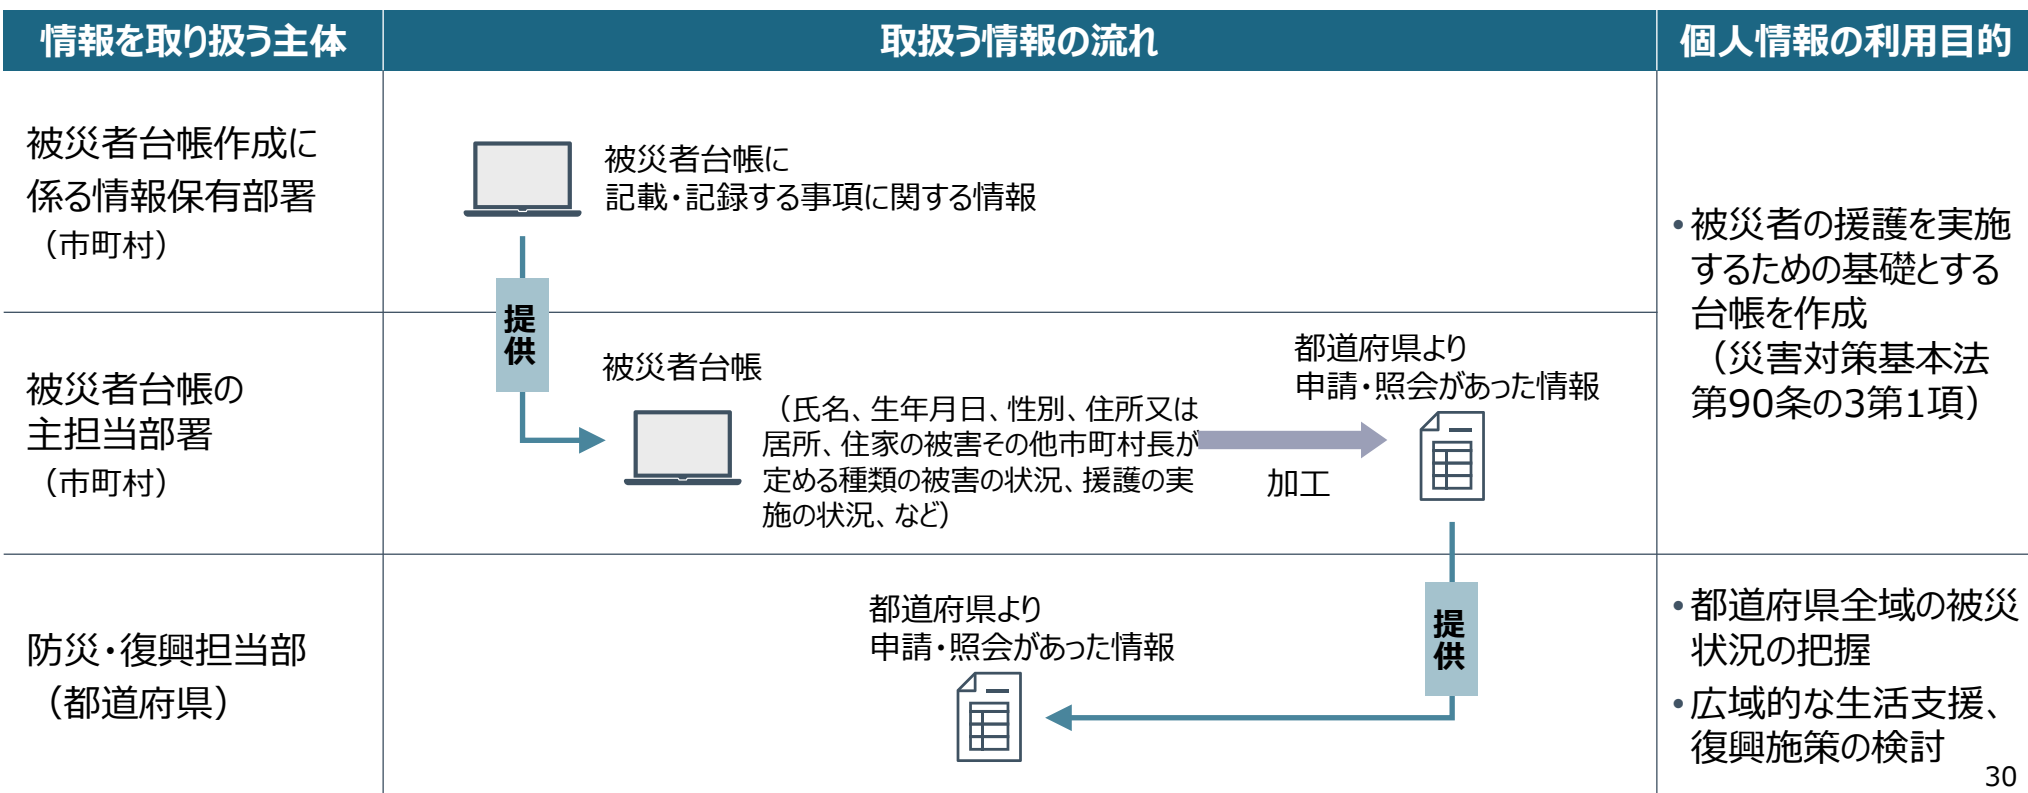 情報を取り扱う主体
取扱う情報の流れ
個人情報の利用目的
被災者台帳作成に
係る情報保有部署
（市町村）
被災者台帳に
記載・記録する事項に関する情報
提供
被災者台帳の
主担当部署
（市町村）
被災者台帳
（氏名、生年月日、性別、住所又は
居所、住家の被害その他市町村長が
定める種類の被害の状況、援護の実
施の状況、など）
加工
都道府県より
申請・照会があった情報
・被災者の援護を実施
するための基礎とする
台帳を作成
（災害対策基本法
第90条の3第1項）
防災・復興担当部
（都道府県）
都道府県より
申請・照会があった情報
提供
・都道府県全域の被災
状況の把握
・広域的な生活支援、
復興施策の検討
30